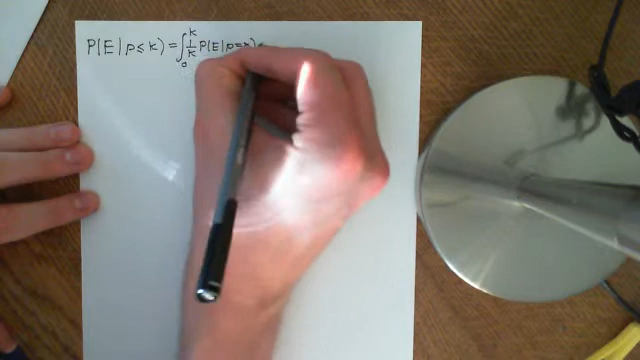 P(E|p≤k) = ∫₀ᵏ 1/k P(E|p=x)